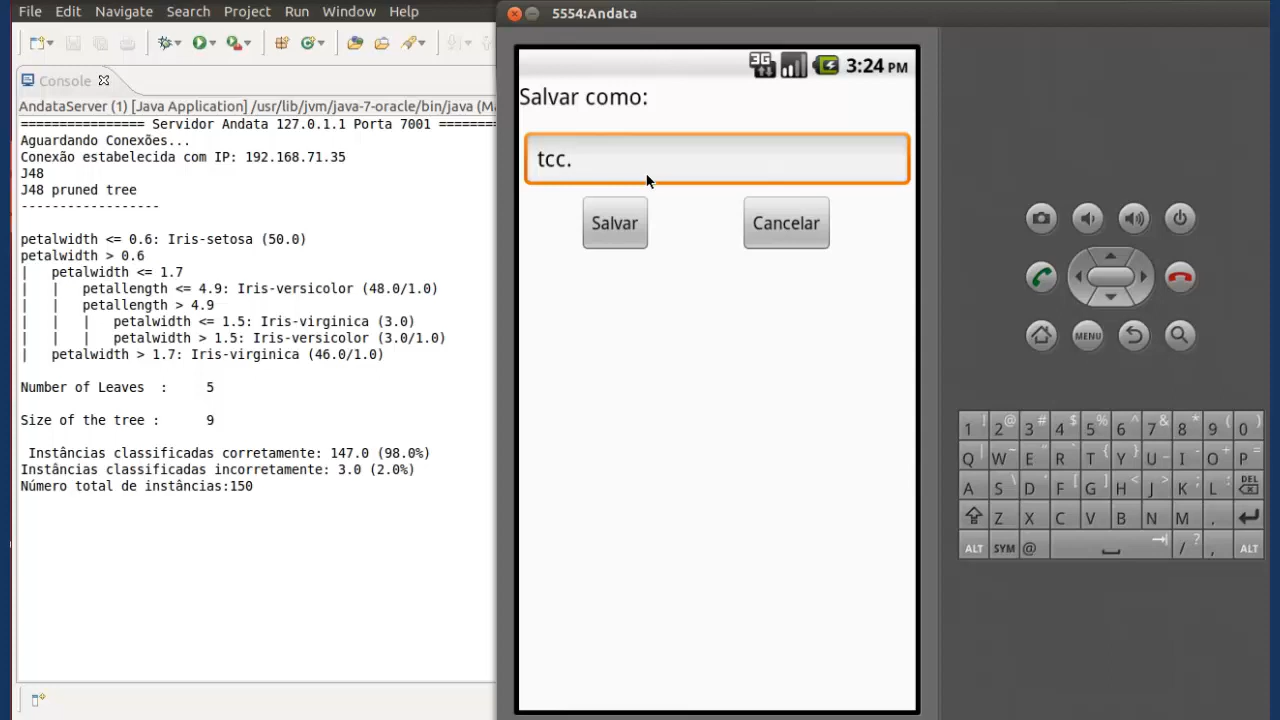 File Edit Navigate Search Project Run Window Help
Console
AndataServer (1) [Java Application] /usr/lib/jvm/java-7-oracle/bin/java (Ma
================ Servidor Andata 127.0.1.1 Porta 7001 =======
Aguardando Conexões...
Conexão estabelecida com IP: 192.168.71.35
J48
J48 pruned tree
------------------
petalwidth <= 0.6: Iris-setosa (50.0)
petalwidth > 0.6
|   petalwidth <= 1.7
|   |   petallength <= 4.9: Iris-versicolor (48.0/1.0)
|   |   petallength > 4.9
|   |   |   petalwidth <= 1.5: Iris-virginica (3.0)
|   |   |   petalwidth > 1.5: Iris-versicolor (3.0/1.0)
|   petalwidth > 1.7: Iris-virginica (46.0/1.0)
Number of Leaves  :     5
Size of the tree :      9
Instâncias classificadas corretamente: 147.0 (98.0%)
Instâncias classificadas incorretamente: 3.0 (2.0%)
Número total de instâncias:150
5554:Andata
3G 3:24 PM
Salvar como:
tcc.
Salvar Cancelar
MENU
1 ! 2 @ 3 # 4 $ 5 % 6 ^ 7 & 8 * 9 ( 0 )
Q W ~ E R T { Y } U - I O + P
A S \ D F [ G ] H < J > K ; L : DEL
Z X C V B N M .
ALT SYM @ / ? , ALT